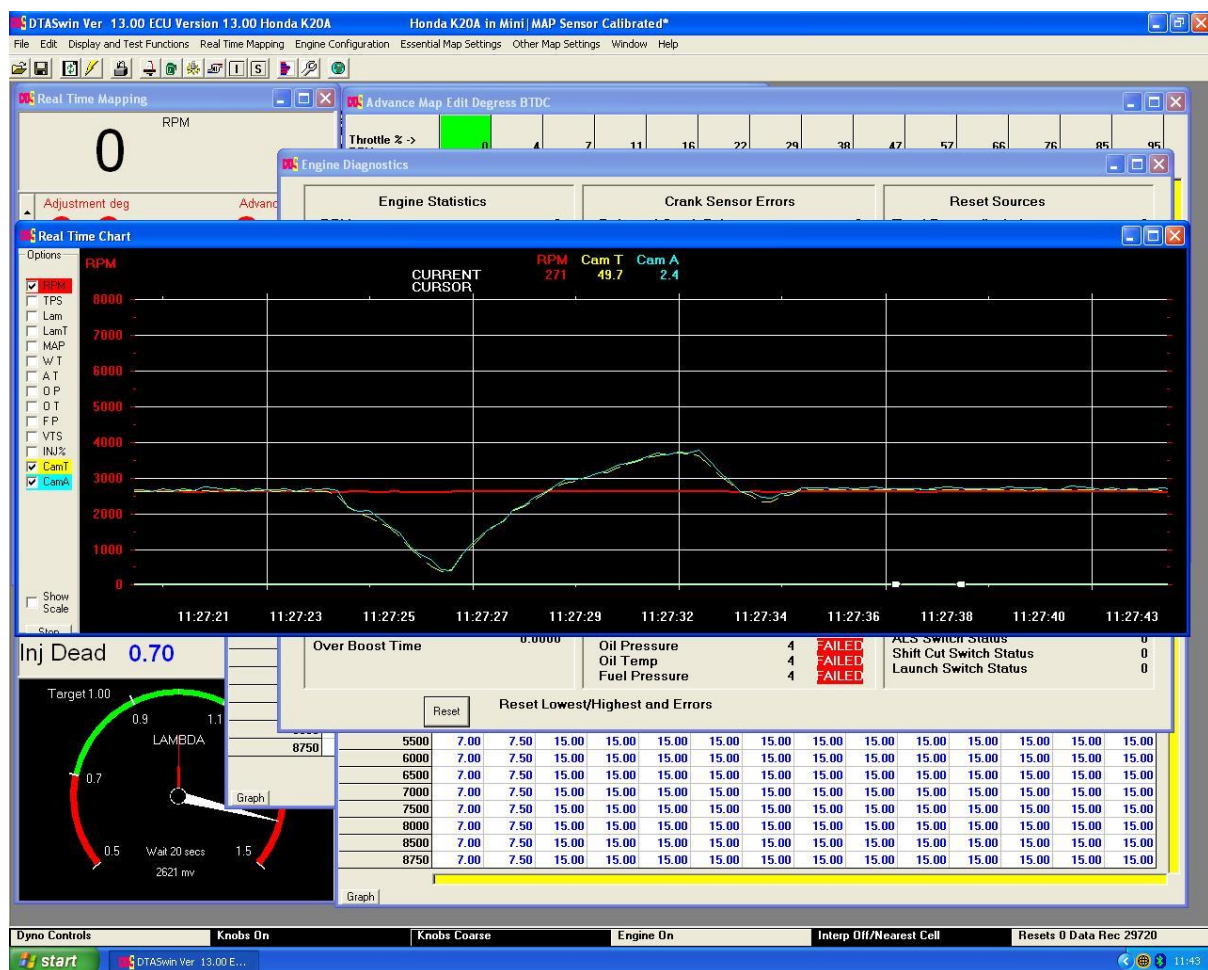 DTASwin Ver 13.00 ECU Version 13.00 Honda K20A Honda K20A in Mini|MAP Sensor Calibrated*
File Edit Display and Test Functions Real Time Mapping Engine Configuration Essential Map Settings Other Map Settings Window Help
I S
Real Time Mapping
Advance Map Edit Degress BTDC
RPM
0
Throttle % -> 0 4 7 11 16 22 29 38 47 57 66 76 85 95
Engine Diagnostics
Adjustment deg
Engine Statistics Crank Sensor Errors Reset Sources
Real Time Chart
Options
RPM
RPM Cam T Cam A
CURRENT 271 49.7 2.4
CURSOR
RPM
TPS
Lam
LamT
MAP
W T
A T
O P
O T
F P
VTS
INJ%
CamT
CamA
Show
Scale
Stop
8000
7000
6000
5000
4000
3000
2000
1000
0
11:27:21 11:27:23 11:27:25 11:27:27 11:27:29 11:27:32 11:27:34 11:27:36 11:27:38 11:27:40 11:27:43
Over Boost Time 0.0000
Oil Pressure 4 FAILED
Oil Temp 4 FAILED
Fuel Pressure 4 FAILED
ALS Switch Status 0
Shift Cut Switch Status 0
Launch Switch Status 0
Reset
Reset Lowest/Highest and Errors
Inj Dead 0.70
Target 1.00
0.9 1.1
LAMBDA
0.7
0.5 Wait 20 secs 1.5
2621 mv
8750
Graph
5500 7.00 7.50 15.00 15.00 15.00 15.00 15.00 15.00 15.00 15.00 15.00 15.00 15.00 15.00
6000 7.00 7.50 15.00 15.00 15.00 15.00 15.00 15.00 15.00 15.00 15.00 15.00 15.00 15.00
6500 7.00 7.50 15.00 15.00 15.00 15.00 15.00 15.00 15.00 15.00 15.00 15.00 15.00 15.00
7000 7.00 7.50 15.00 15.00 15.00 15.00 15.00 15.00 15.00 15.00 15.00 15.00 15.00 15.00
7500 7.00 7.50 15.00 15.00 15.00 15.00 15.00 15.00 15.00 15.00 15.00 15.00 15.00 15.00
8000 7.00 7.50 15.00 15.00 15.00 15.00 15.00 15.00 15.00 15.00 15.00 15.00 15.00 15.00
8500 7.00 7.50 15.00 15.00 15.00 15.00 15.00 15.00 15.00 15.00 15.00 15.00 15.00 15.00
8750 7.00 7.50 15.00 15.00 15.00 15.00 15.00 15.00 15.00 15.00 15.00 15.00 15.00 15.00
Graph
Dyno Controls Knobs On Knobs Coarse Engine On Interp Off/Nearest Cell Resets 0 Data Rec 29720
start DTASwin Ver 13.00 E... 11:43